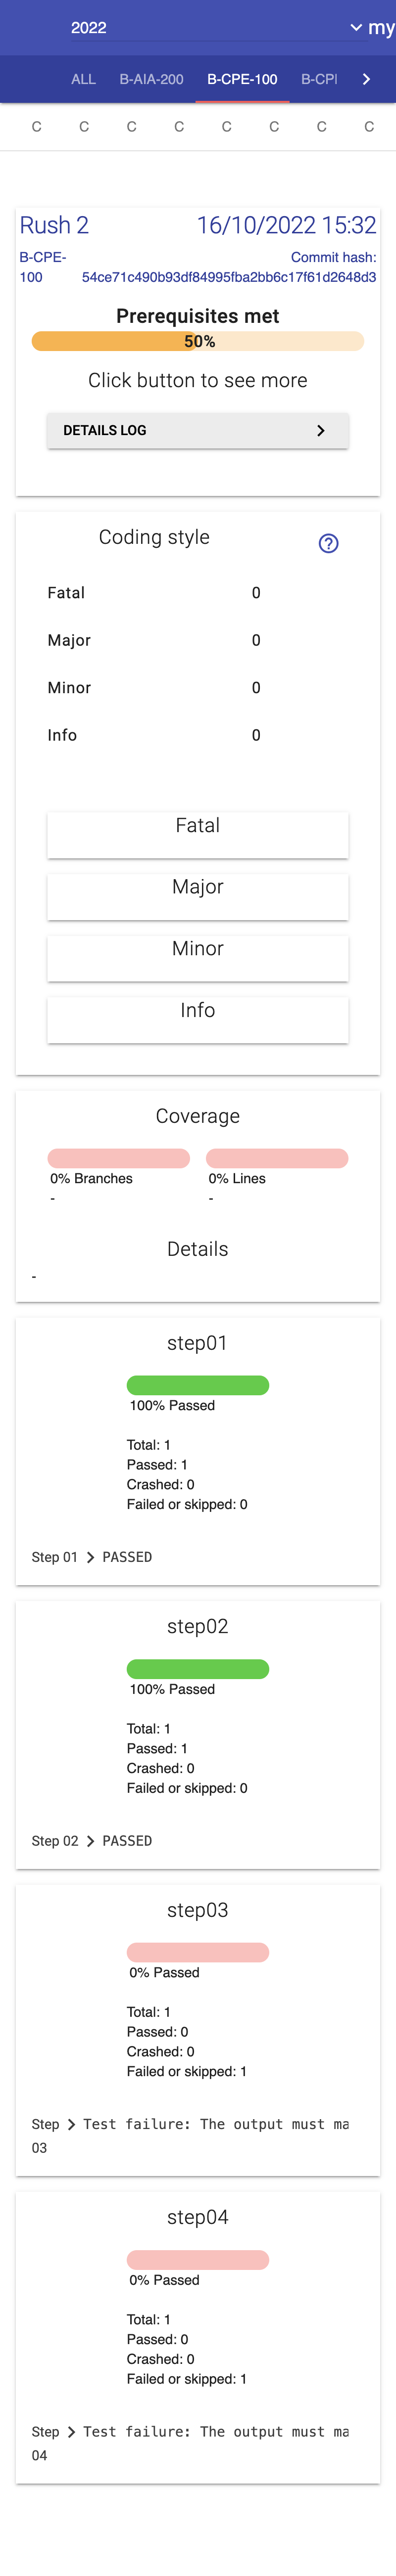 2022
my
ALL B-AIA-200 B-CPE-100 B-CPI
C C C C C C C C
Rush 2 16/10/2022 15:32
B-CPE-100 Commit hash:
54ce71c490b93df84995fba2bb6c17f61d2648d3
Prerequisites met
50%
Click button to see more
DETAILS LOG
Coding style
Fatal 0
Major 0
Minor 0
Info 0
Fatal
Major
Minor
Info
Coverage
0% Branches 0% Lines
- -
Details
-
step01
100% Passed
Total: 1
Passed: 1
Crashed: 0
Failed or skipped: 0
Step 01 PASSED
step02
100% Passed
Total: 1
Passed: 1
Crashed: 0
Failed or skipped: 0
Step 02 PASSED
step03
0% Passed
Total: 1
Passed: 0
Crashed: 0
Failed or skipped: 1
Step 03 Test failure: The output must ma
step04
0% Passed
Total: 1
Passed: 0
Crashed: 0
Failed or skipped: 1
Step 04 Test failure: The output must ma